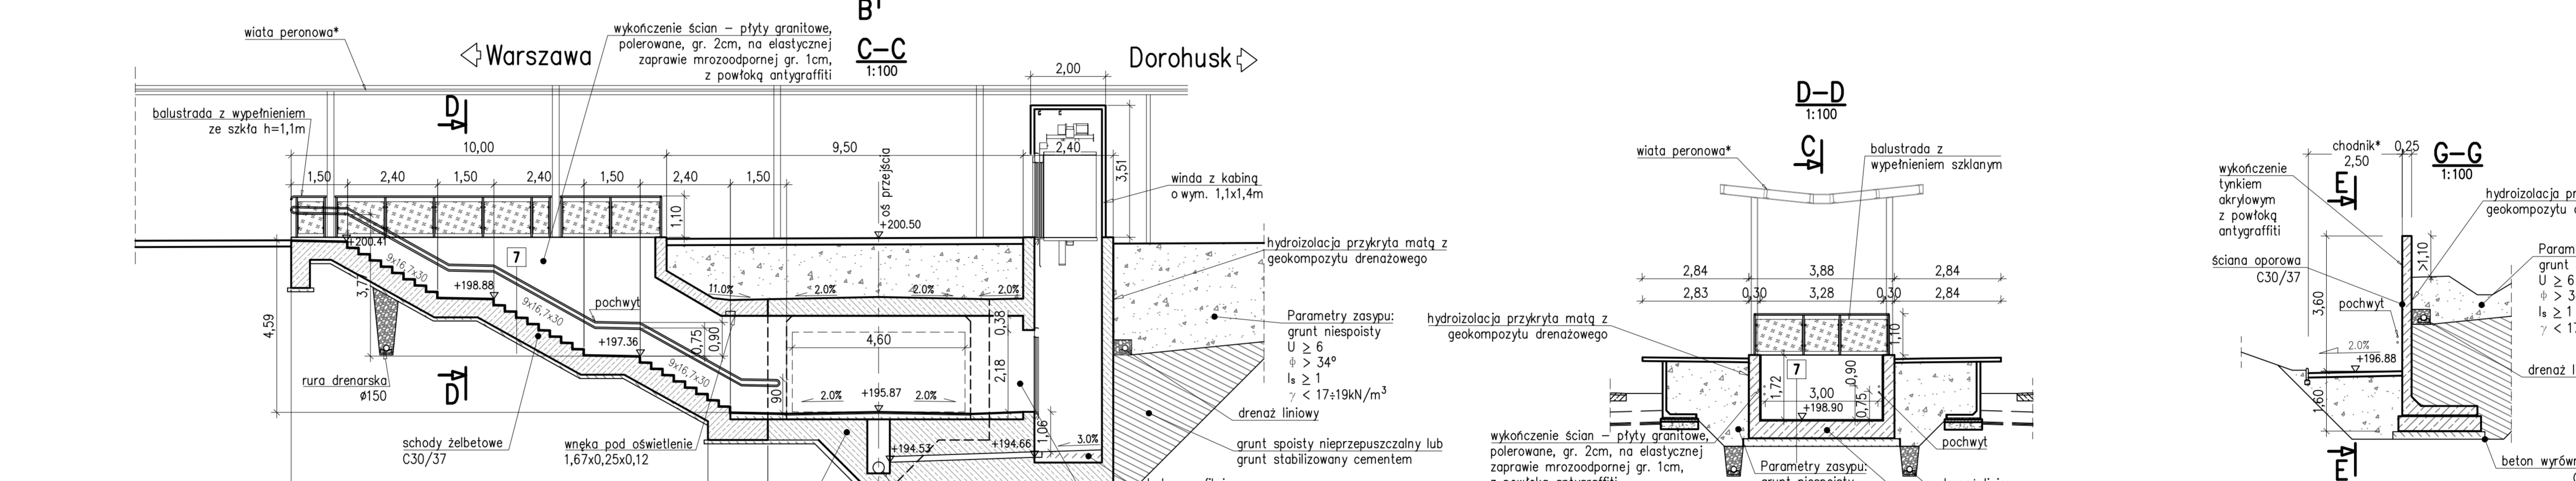 B
wiata peronowa*
Warszawa
wykończenie ścian – płyty granitowe,
polerowane, gr. 2cm, na elastycznej
zaprawie mrozoodpornej gr. 1cm,
z powłoką antygraffiti
C–C
1:100
Dorohusk
2,00
balustrada z wypełnieniem
ze szkła h=1,1m
D
10,00
9,50
2,40
3,51
1,50
2,40
1,50
2,40
1,50
2,40
1,50
oś przejścia
winda z kabiną
o wym. 1,1x1,4m
1,10
+200.50
+200.41
7
9x16,7x30
+198.88
9x16,7x30
pochwyt
11.0%
2.0%
2.0%
2.0%
hydroizolacja przykryta matą z
geokompozytu drenażowego
4,59
+197.36
0,75
0,90
9x16,7x30
4,60
0,38
2,18
Parametry zasypu:
grunt niespoisty
U ≥ 6
Φ > 34°
Is ≥ 1
γ < 17÷19kN/m³
rura drenarska
ø150
D
90
2.0%
+195.87
2.0%
drenaż liniowy
schody żelbetowe
C30/37
wnęka pod oświetlenie
1,67x0,25x0,12
+194.53
+194.66
1,06
3.0%
grunt spoisty nieprzepuszczalny lub
grunt stabilizowany cementem
D–D
1:100
C
wiata peronowa*
balustrada z
wypełnieniem szklanym
2,84
3,88
2,84
2,83
0,30
3,28
0,30
2,84
hydroizolacja przykryta matą z
geokompozytu drenażowego
1,10
7
1,72
0,90
3,00
0,75
+198.90
wykończenie ścian – płyty granitowe,
polerowane, gr. 2cm, na elastycznej
zaprawie mrozoodpornej gr. 1cm,
pochwyt
Parametry zasypu:
chodnik*
0,25
2,50
G–G
1:100
wykończenie
tynkiem
akrylowym
z powłoką
antygraffiti
E
hydroizolacja
geokompozytu
ściana oporowa
C30/37
>1,10
3,60
pochwyt
grunt
U ≥ 6
2.0%
+196.88
drenaż
1,60
E
beton